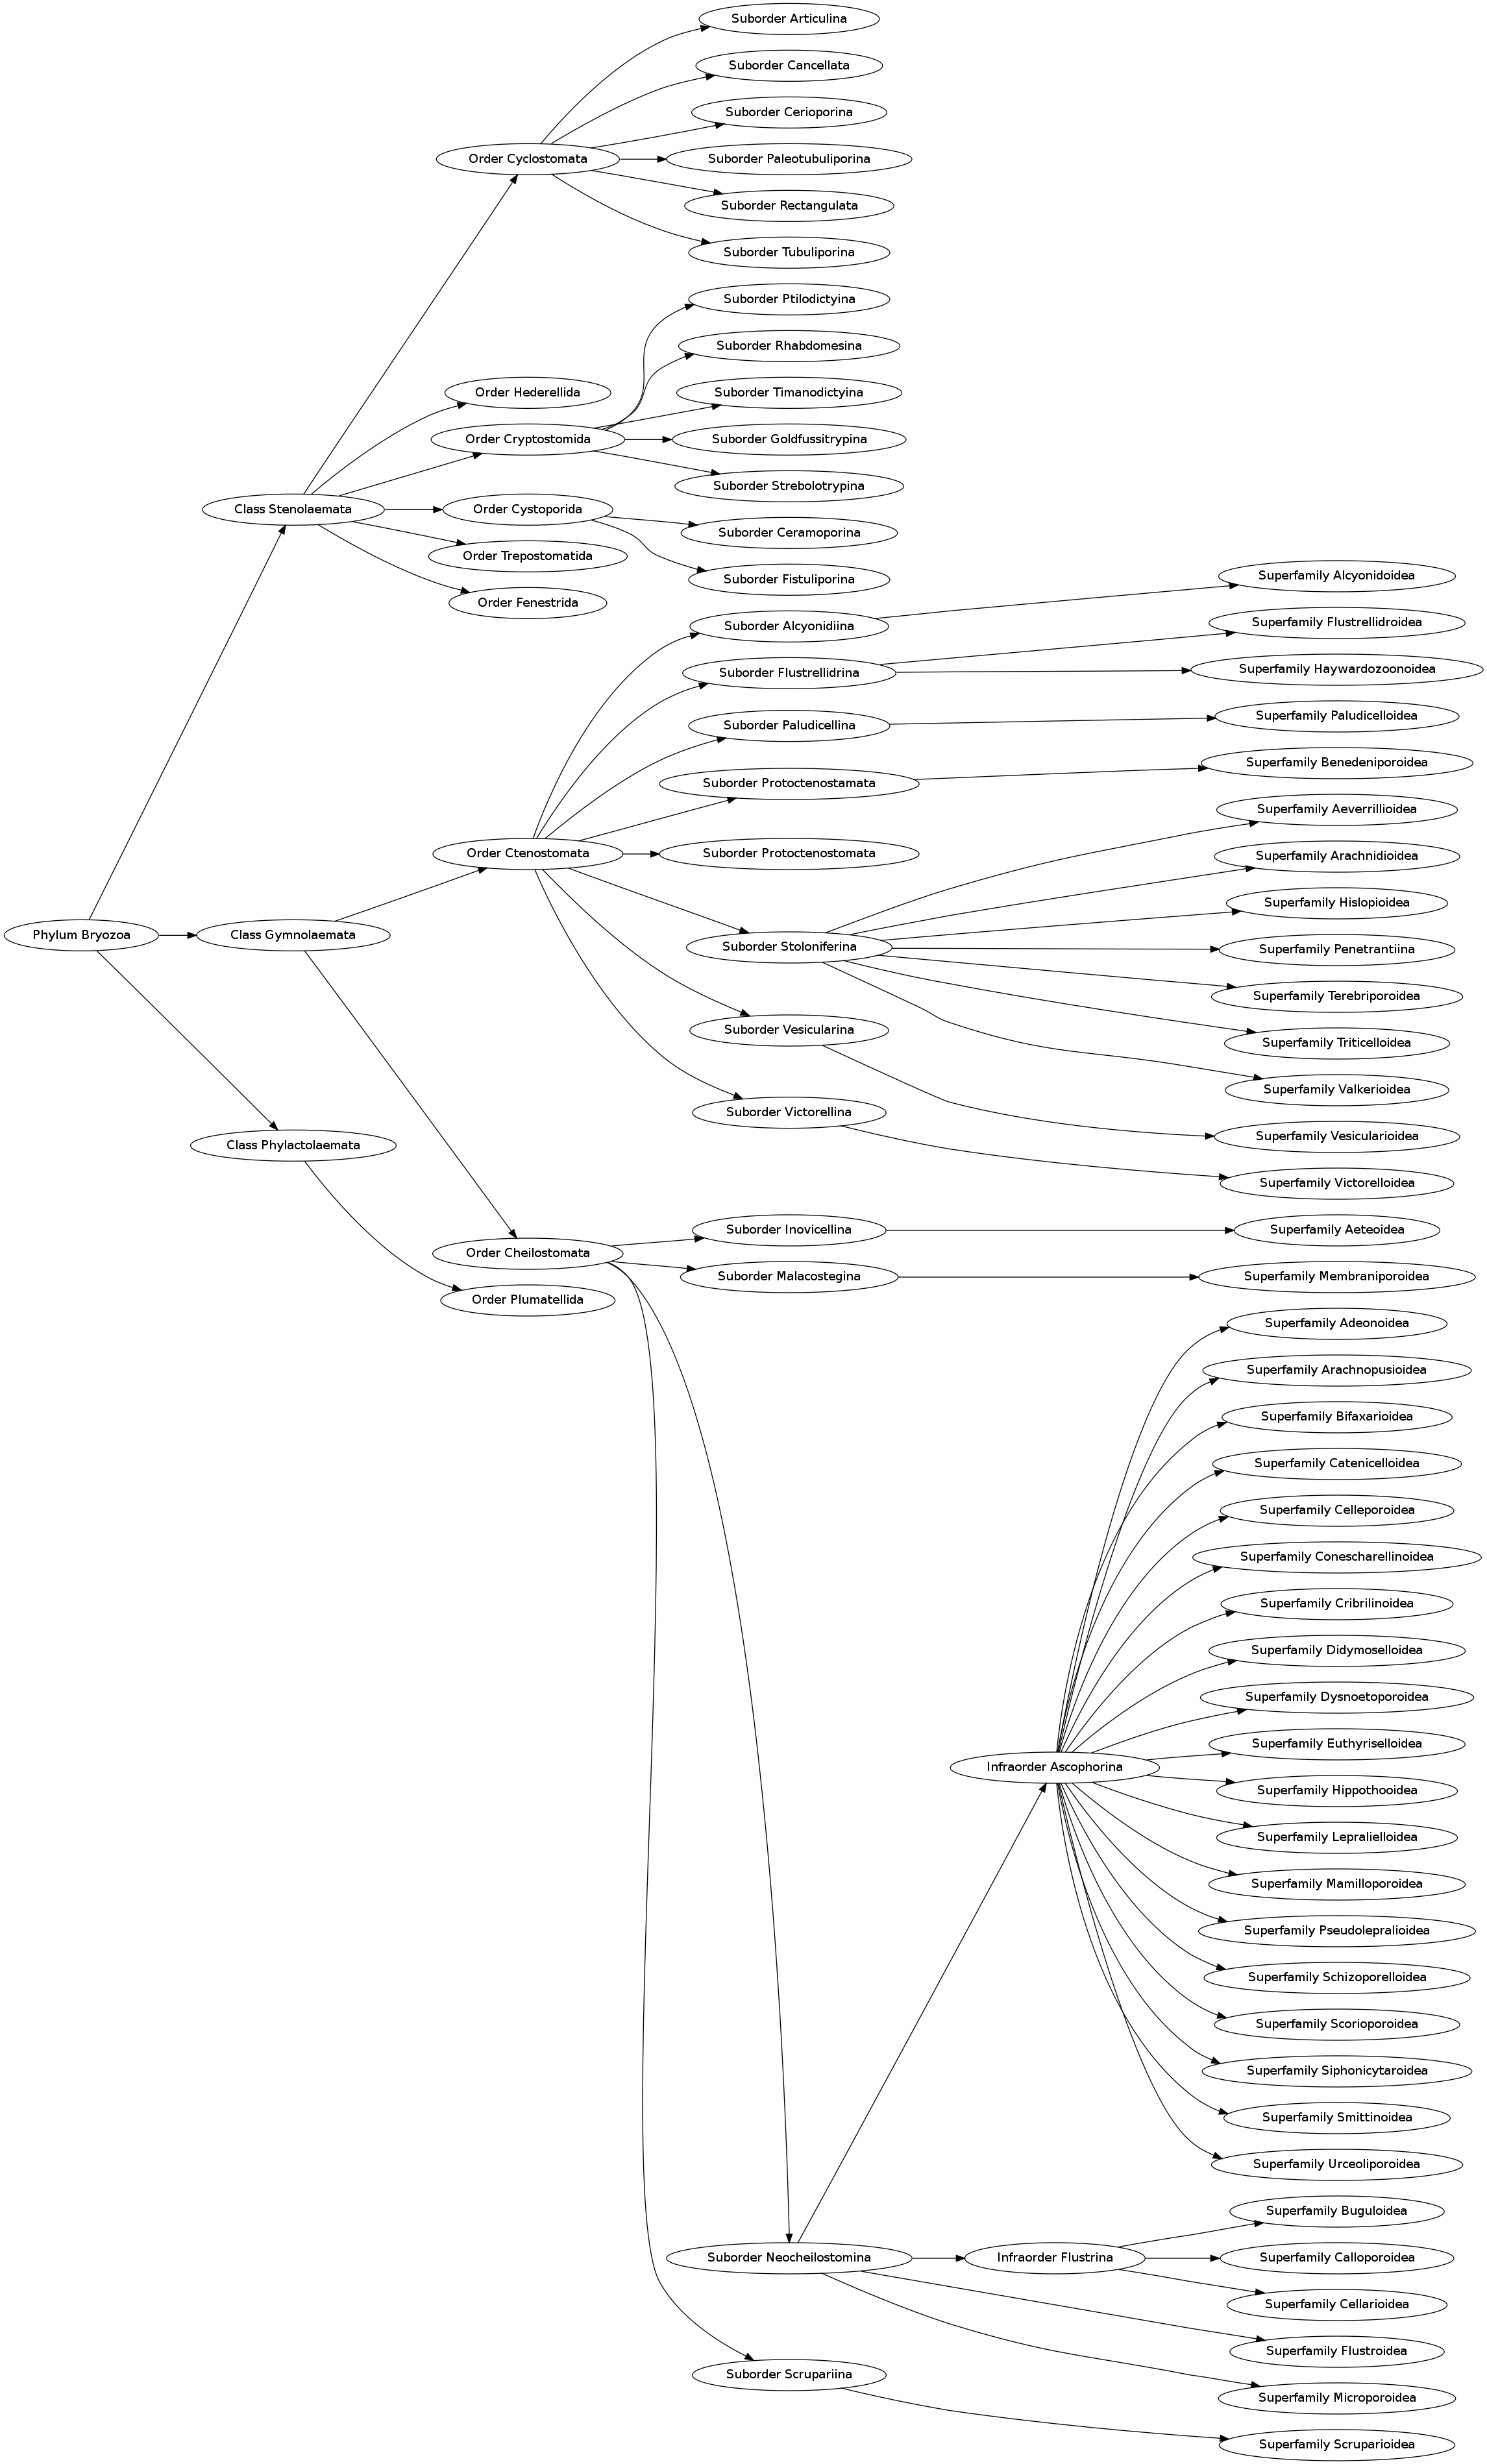 Suborder Articulina
Suborder Cancellata
Suborder Cerioporina
Order Cyclostomata
Suborder Paleotubuliporina
Suborder Rectangulata
Suborder Tubuliporina
Suborder Ptilodictyina
Suborder Rhabdomesina
Order Hederellida
Suborder Timanodictyina
Order Cryptostomida
Suborder Goldfussitrypina
Suborder Strebolotrypina
Class Stenolaemata
Order Cystoporida
Suborder Ceramoporina
Order Trepostomatida
Suborder Fistuliporina
Superfamily Alcyonidoidea
Order Fenestrida
Suborder Alcyonidiina
Superfamily Flustrellidroidea
Suborder Flustrellidrina
Superfamily Haywardozoonoidea
Suborder Paludicellina
Superfamily Paludicelloidea
Suborder Protoctenostamata
Superfamily Benedeniporoidea
Superfamily Aeverrillioidea
Order Ctenostomata
Suborder Protoctenostomata
Superfamily Arachnidioidea
Superfamily Hislopioidea
Phylum Bryozoa
Class Gymnolaemata
Suborder Stoloniferina
Superfamily Penetrantiina
Superfamily Terebriporoidea
Suborder Vesicularina
Superfamily Triticelloidea
Superfamily Valkerioidea
Suborder Victorellina
Superfamily Vesicularioidea
Class Phylactolaemata
Superfamily Victorelloidea
Suborder Inovicellina
Superfamily Aeteoidea
Order Cheilostomata
Suborder Malacostegina
Superfamily Membraniporoidea
Order Plumatellida
Superfamily Adeonoidea
Superfamily Arachnopusioidea
Superfamily Bifaxarioidea
Superfamily Catenicelloidea
Superfamily Celleporoidea
Superfamily Conescharellinoidea
Superfamily Cribrilinoidea
Superfamily Didymoselloidea
Superfamily Dysnoetoporoidea
Superfamily Euthyriselloidea
Infraorder Ascophorina
Superfamily Hippothooidea
Superfamily Lepralielloidea
Superfamily Mamilloporoidea
Superfamily Pseudolepralioidea
Superfamily Schizoporelloidea
Superfamily Scorioporoidea
Superfamily Siphonicytaroidea
Superfamily Smittinoidea
Superfamily Urceoliporoidea
Superfamily Buguloidea
Suborder Neocheilostomina
Infraorder Flustrina
Superfamily Calloporoidea
Superfamily Cellarioidea
Superfamily Flustroidea
Suborder Scrupariina
Superfamily Microporoidea
Superfamily Scruparioidea